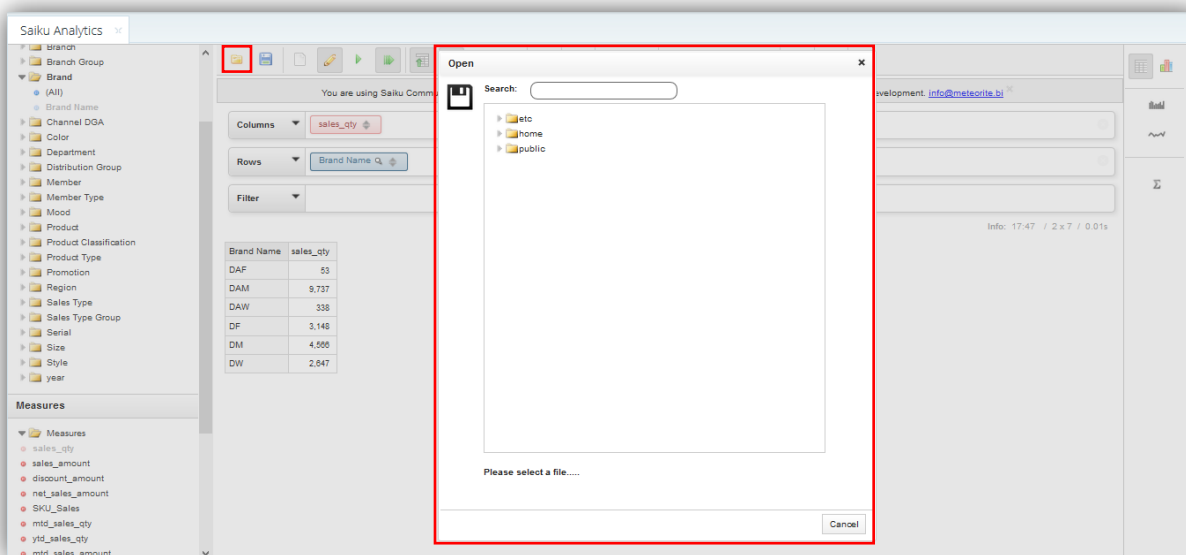 Saiku Analytics
Branch
Branch Group
Brand
(All)
Brand Name
Channel DGA
Color
Department
Distribution Group
Member
Member Type
Mood
Product
Product Classification
Product Type
Promotion
Region
Sales Type
Sales Type Group
Serial
Size
Style
year
Measures
Measures
sales_qty
sales_amount
discount_amount
net_sales_amount
SKU_Sales
mtd_sales_qty
ytd_sales_qty
mtd_sales_amount
You are using Saiku Commu
evelopment. info@meteorite.bi
Columns sales_qty
Rows Brand Name
Filter
Info: 17:47 / 2 x 7 / 0.01s
Brand Name sales_qty
DAF 53
DAM 9,737
DAW 338
DF 3,148
DM 4,566
DW 2,647
Open
Search:
etc
home
public
Please select a file.....
Cancel
Σ